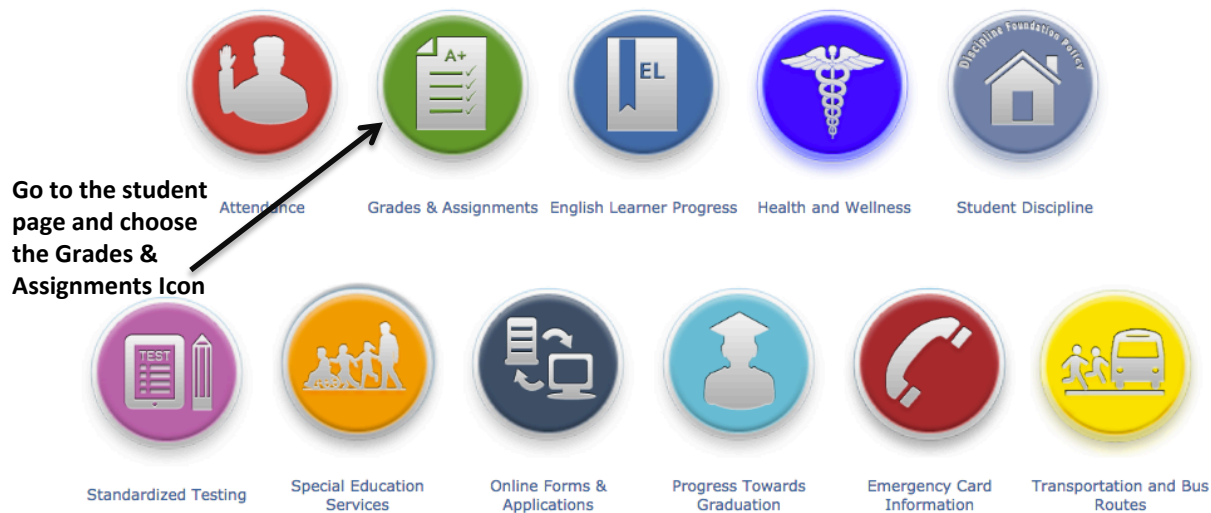 Discipline Foundation Policy
A+
EL
Go to the student
page and choose
the Grades &
Assignments Icon
Attendance
Grades & Assignments
English Learner Progress
Health and Wellness
Student Discipline
TEST
Standardized Testing
Special Education
Services
Online Forms &
Applications
Progress Towards
Graduation
Emergency Card
Information
Transportation and Bus
Routes